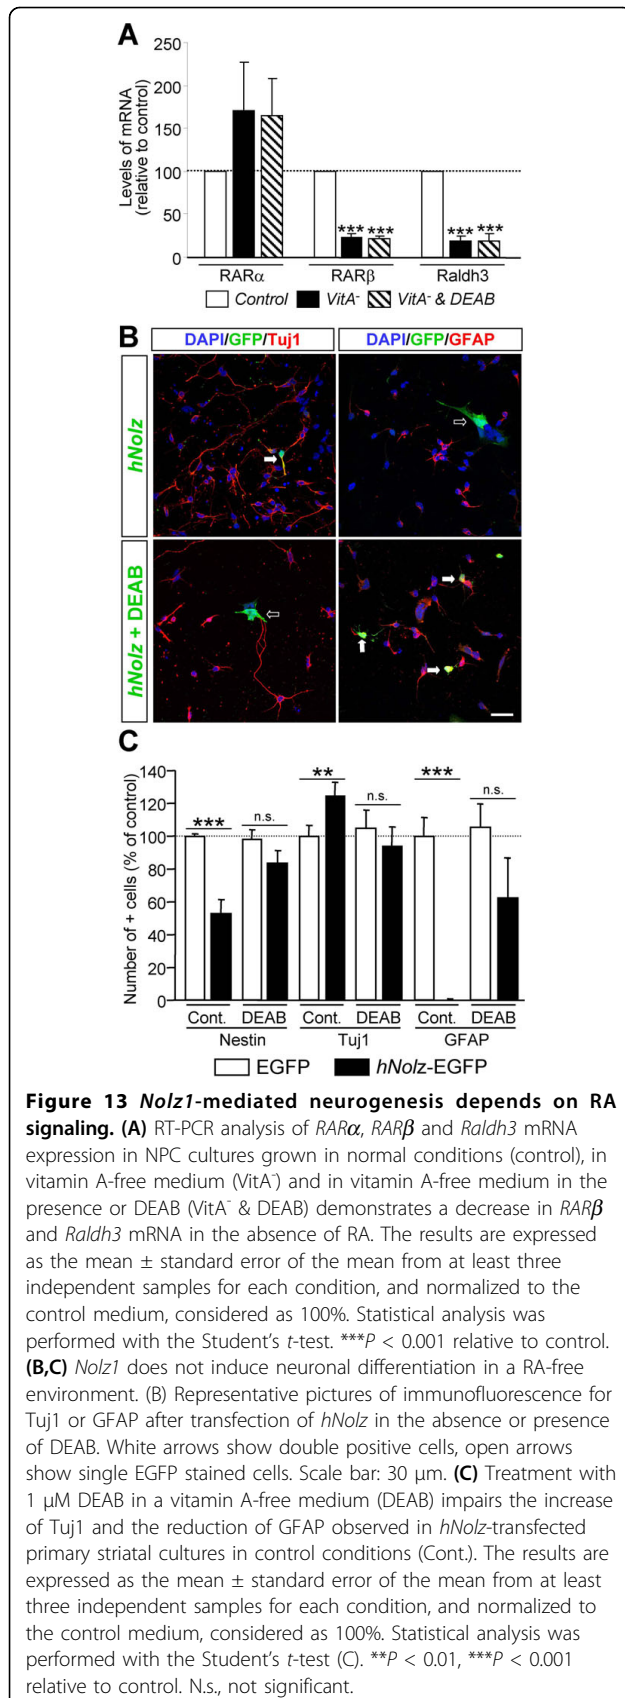 A
Levels of mRNA
(relative to control)
250
200
150
100
50
0
*** ***
*** ***
RARα RARβ Raldh3
Control VitA- VitA- & DEAB
B
DAPI/GFP/Tuj1 DAPI/GFP/GFAP
hNolz
hNolz + DEAB
C
Number of + cells (% of control)
140
120
100
80
60
40
20
0
*** n.s. ** n.s. *** n.s.
Cont. DEAB Cont. DEAB Cont. DEAB
Nestin Tuj1 GFAP
EGFP hNolz-EGFP
Figure 13 Nolz1-mediated neurogenesis depends on RA
signaling. (A) RT-PCR analysis of RARα, RARβ and Raldh3 mRNA
expression in NPC cultures grown in normal conditions (control), in
vitamin A-free medium (VitA-) and in vitamin A-free medium in the
presence or DEAB (VitA- & DEAB) demonstrates a decrease in RARβ
and Raldh3 mRNA in the absence of RA. The results are expressed
as the mean ± standard error of the mean from at least three
independent samples for each condition, and normalized to the
control medium, considered as 100%. Statistical analysis was
performed with the Student's t-test. ***P < 0.001 relative to control.
(B,C) Nolz1 does not induce neuronal differentiation in a RA-free
environment. (B) Representative pictures of immunofluorescence for
Tuj1 or GFAP after transfection of hNolz in the absence or presence
of DEAB. White arrows show double positive cells, open arrows
show single EGFP stained cells. Scale bar: 30 μm. (C) Treatment with
1 μM DEAB in a vitamin A-free medium (DEAB) impairs the increase
of Tuj1 and the reduction of GFAP observed in hNolz-transfected
primary striatal cultures in control conditions (Cont.). The results are
expressed as the mean ± standard error of the mean from at least
three independent samples for each condition, and normalized to
the control medium, considered as 100%. Statistical analysis was
performed with the Student's t-test (C). **P < 0.01, ***P < 0.001
relative to control. N.s., not significant.